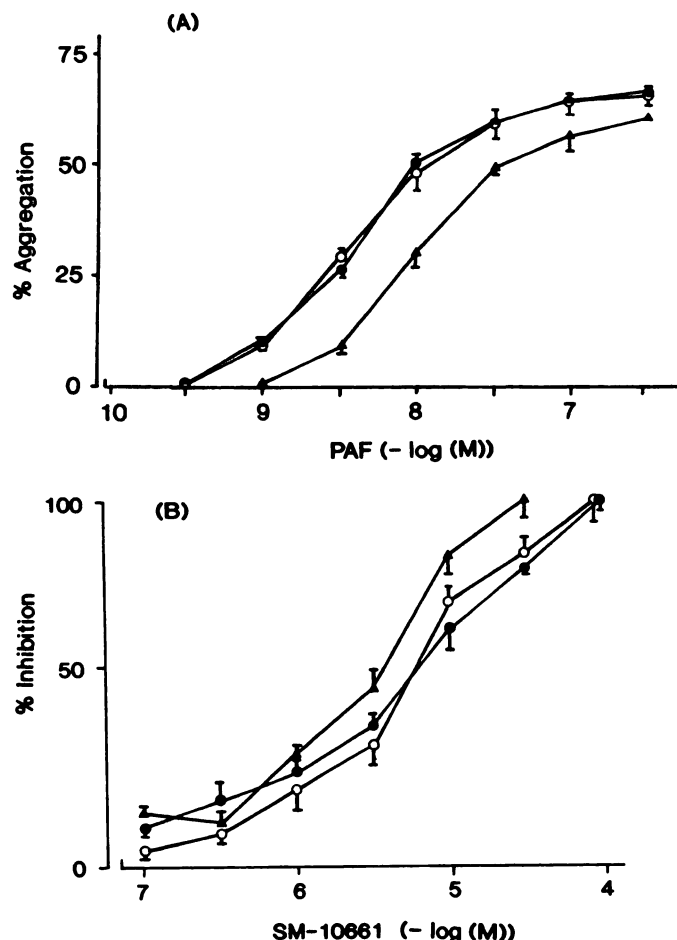 (A)
75
50
25
0
% Aggregation
10 9 8 7
PAF (- log (M))
(B)
100
50
0
% Inhibition
7 6 5 4
SM-10661 (- log (M))